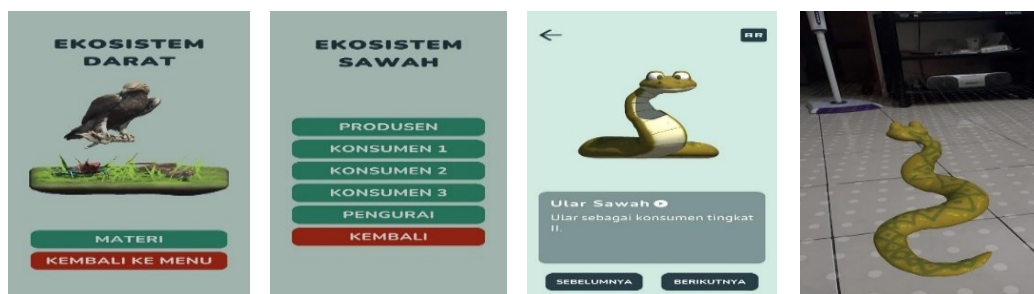 EKOSISTEM
DARAT
MATERI
KEMBALI KE MENU
EKOSISTEM
SAWAH
PRODUSEN
KONSUMEN 1
KONSUMEN 2
KONSUMEN 3
PENGURAI
KEMBALI
AR
Ular Sawah
Ular sebagai konsumen tingkat
II.
SEBELUMNYA
BERIKUTNYA